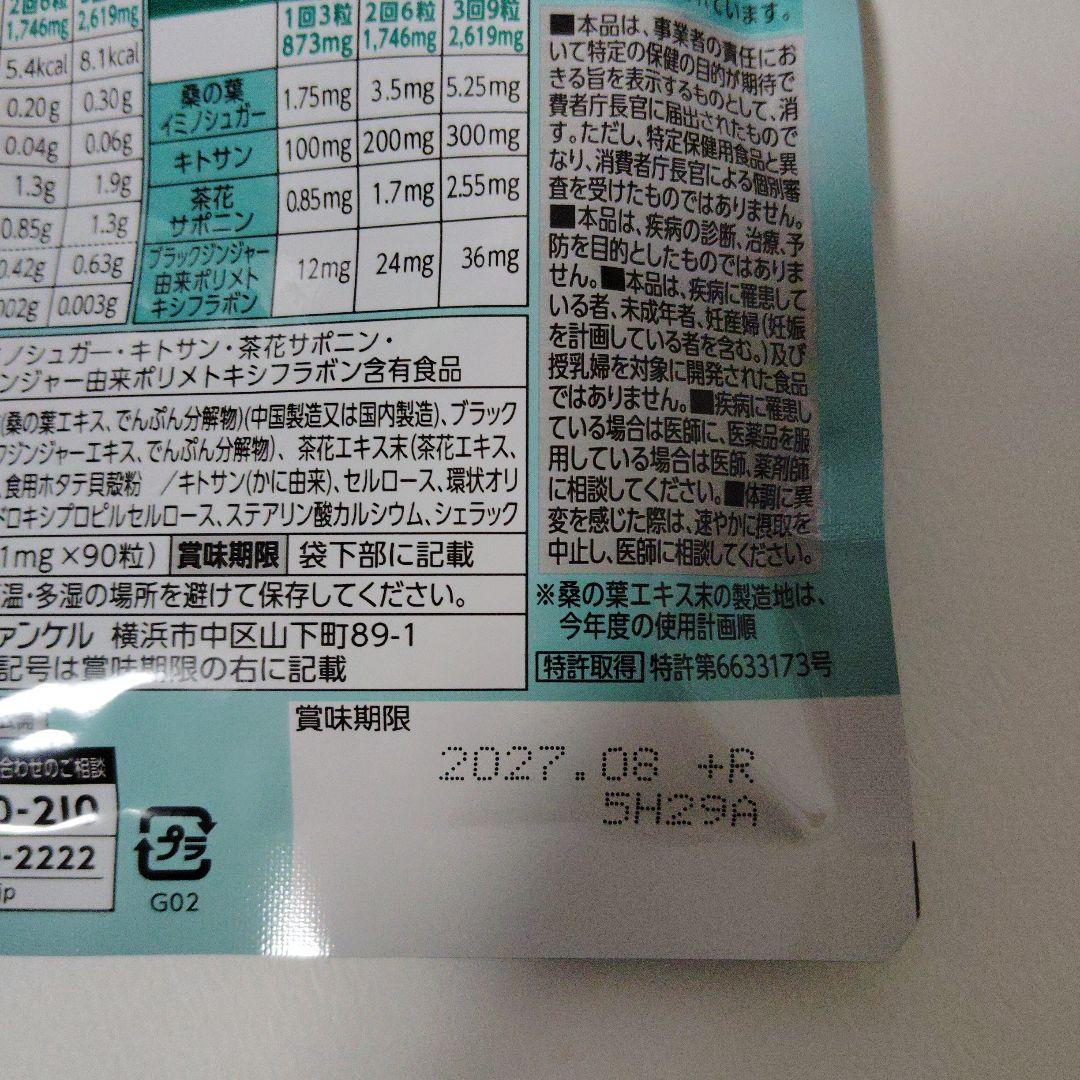 2回6粒
1,746mg 2,619mg
5.4kcal 8.1kcal
0.20g 0.30g
0.04g 0.06g
1.3g 1.9g
0.85g 1.3g
0.42g 0.63g
002g 0.003g
1回3粒 2回6粒 3回9粒
873mg 1,746mg 2,619mg
桑の葉
イミノシュガー 1.75mg 3.5mg 5.25mg
キトサン 100mg 200mg 300mg
茶花
サポニン 0.85mg 1.7mg 2.55mg
ブラックジンジャー
由来ポリメト
キシフラボン 12mg 24mg 36mg
ノシュガー・キトサン・茶花サポニン・
ンジャー由来ポリメトキシフラボン含有食品
(桑の葉エキス、でんぷん分解物)(中国製造又は国内製造)、ブラック
クジンジャーエキス、でんぷん分解物)、茶花エキス末(茶花エキス、
、食用ホタテ貝殻粉 /キトサン(かに由来)、セルロース、環状オリ
ドロキシプロピルセルロース、ステアリン酸カルシウム、シェラック
1mg×90粒) 賞味期限 袋下部に記載
温・多湿の場所を避けて保存してください。
ァンケル 横浜市中区山下町89-1
記号は賞味期限の右に記載
ています。
■本品は、事業者の責任にお
いて特定の保健の目的が期待で
きる旨を表示するものとして、消
費者庁長官に届出されたもので
す。ただし、特定保健用食品と異
なり、消費者庁長官による個別審
査を受けたものではありません。
■本品は、疾病の診断、治療、予
防を目的としたものではありま
せん。■本品は、疾病に罹患して
いる者、未成年者、妊産婦(妊娠
を計画している者を含む。)及び
授乳婦を対象に開発された食品
ではありません。■疾病に罹患し
ている場合は医師に、医薬品を服
用している場合は医師、薬剤師
に相談してください。■体調に異
変を感じた際は、速やかに摂取を
中止し、医師に相談してください。
※桑の葉エキス末の製造地は、
今年度の使用計画順
特許取得 特許第6633173号
賞味期限
2027.08 +R
5H29A
合わせのご相談
0-210
-2222
jp
プラ
G02